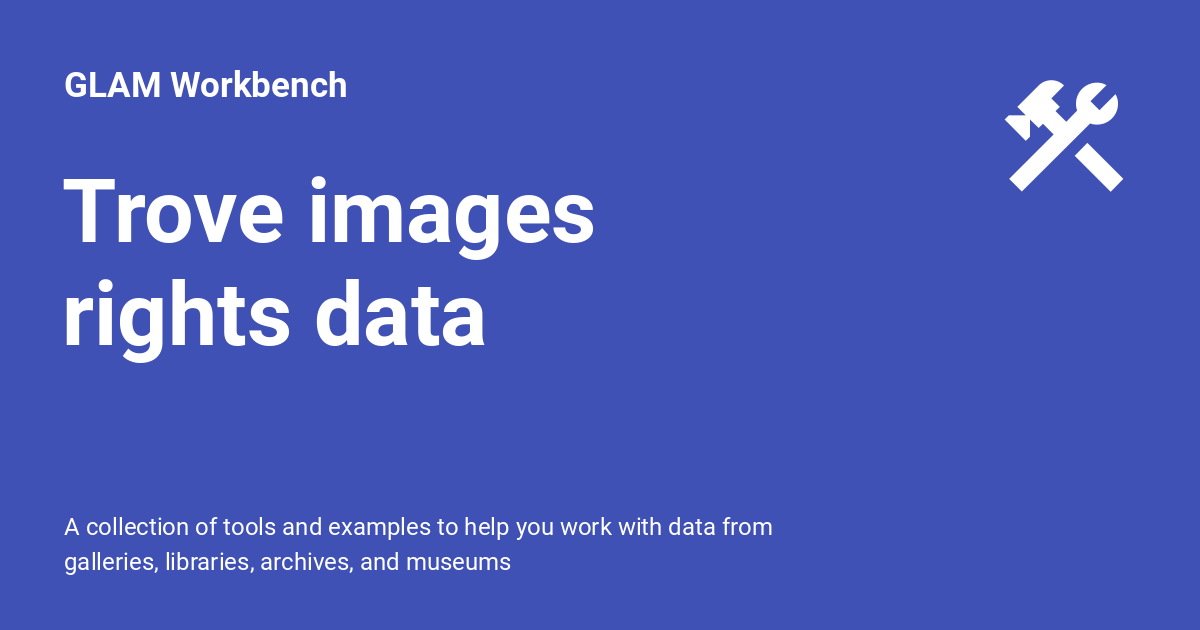 GLAM Workbench
Trove images
rights data
A collection of tools and examples to help you work with data from
galleries, libraries, archives, and museums